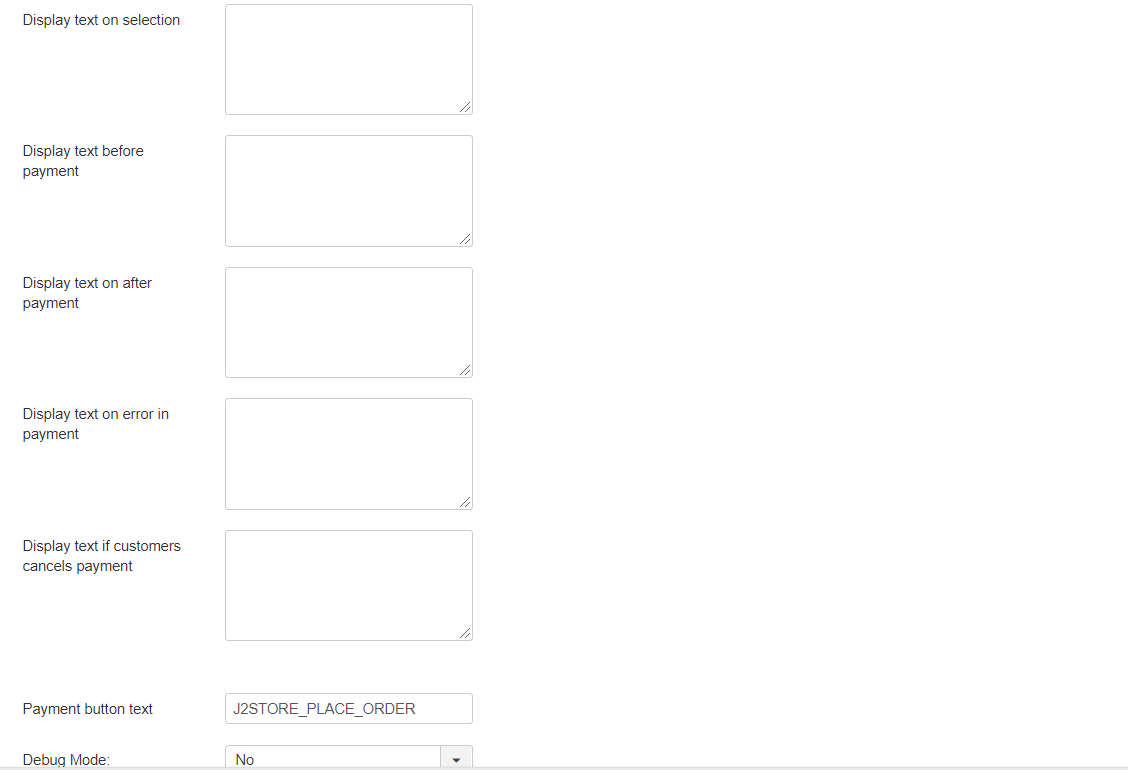 Display text on selection
Display text before
payment
Display text on after
payment
Display text on error in
payment
Display text if customers
cancels payment
Payment button text
J2STORE_PLACE_ORDER
Debug Mode:
No